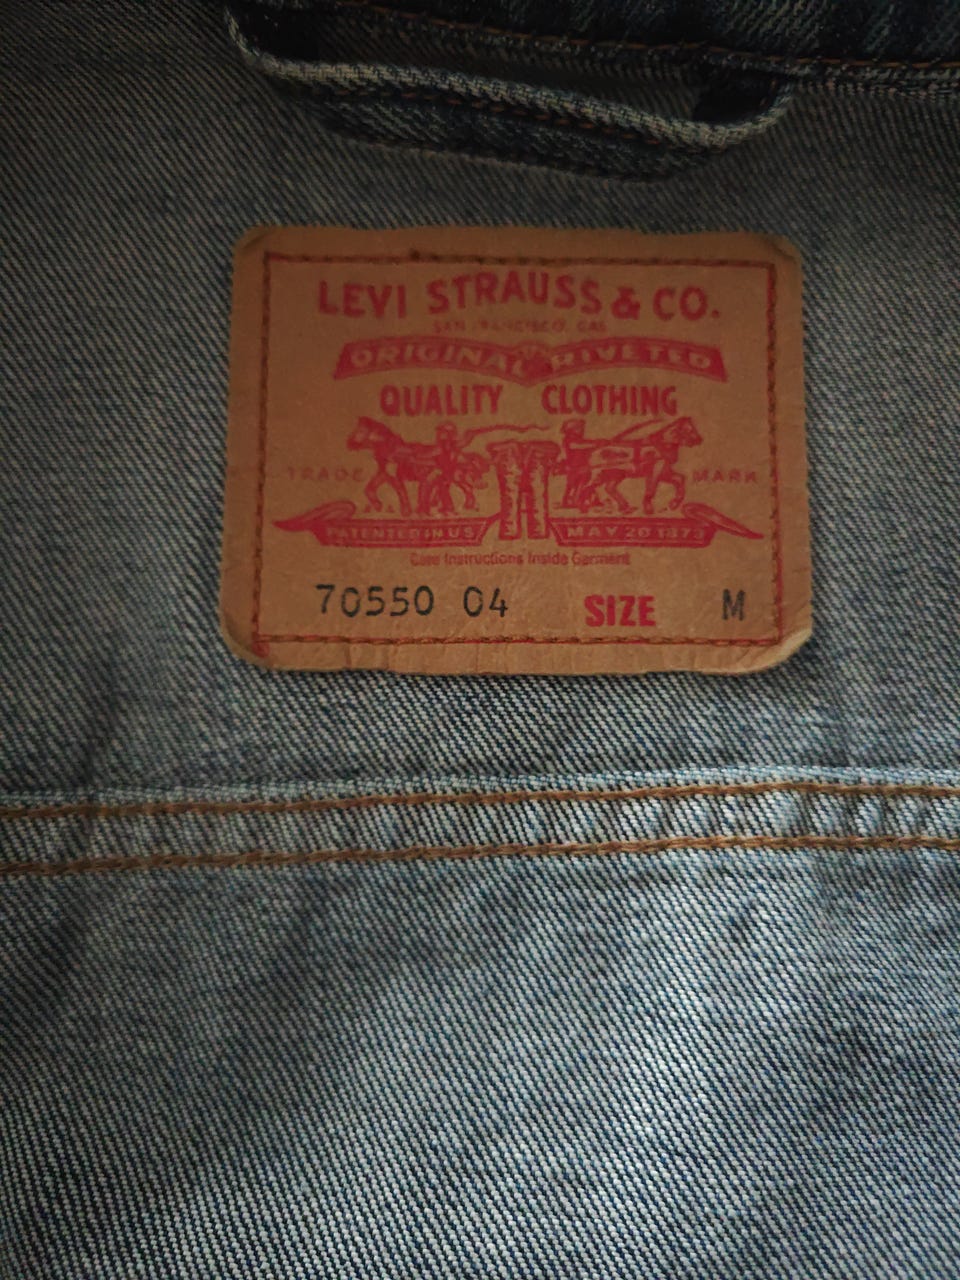 LEVI STRAUSS & CO.
SAN FRANCISCO, CAL
ORIGINAL RIVETED
QUALITY CLOTHING
TRADE MARK
PATENTED IN US MAY 20 1873
Care Instructions Inside Garment
70550 04 SIZE M